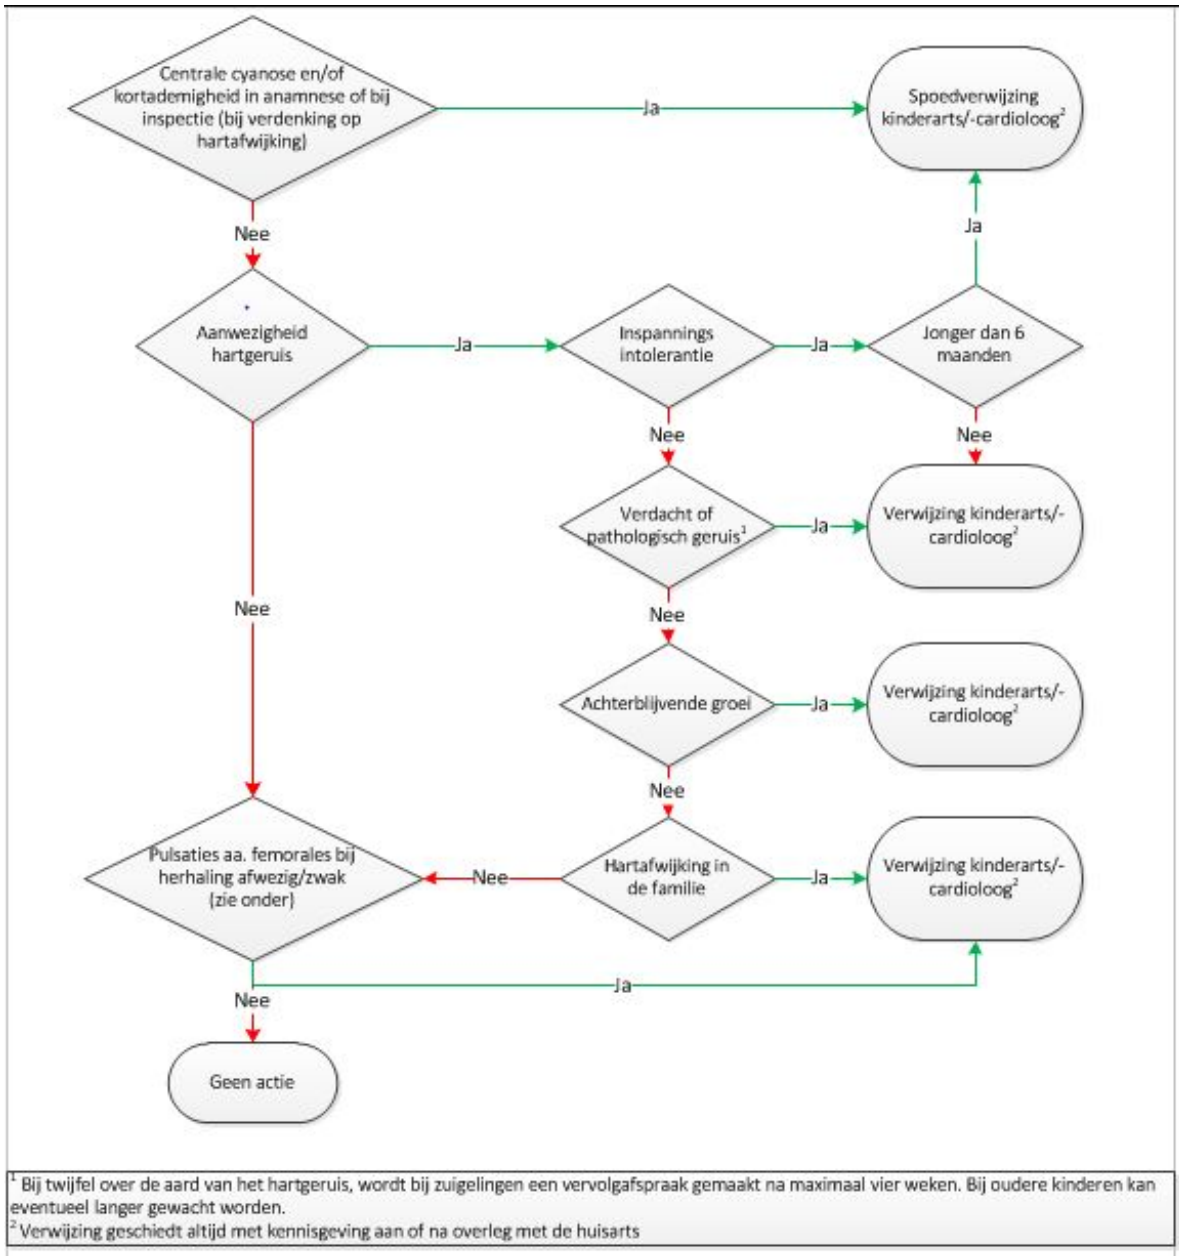 Centrale cyanose en/of
kortademigheid in anamnese of bij
inspectie (bij verdenking op
hartafwijking)
Ja
Spoedverwijzing
kinderarts/-cardioloog²
Nee
Ja
Aanwezigheid
hartgeruis
Ja
Inspannings
intolerantie
Ja
Jonger dan 6
maanden
Nee
Nee
Verdacht of
pathologisch geruis¹
Ja
Verwijzing kinderarts/-
cardioloog²
Nee
Nee
Achterblijvende groei
Ja
Verwijzing kinderarts/-
cardioloog²
Nee
Pulsaties aa. femorales bij
herhaling afwezig/zwak
(zie onder)
Nee
Hartafwijking in
de familie
Ja
Verwijzing kinderarts/-
cardioloog²
Ja
Nee
Geen actie
¹ Bij twijfel over de aard van het hartgeruis, wordt bij zuigelingen een vervolgafspraak gemaakt na maximaal vier weken. Bij oudere kinderen kan
eventueel langer gewacht worden.
² Verwijzing geschiedt altijd met kennisgeving aan of na overleg met de huisarts